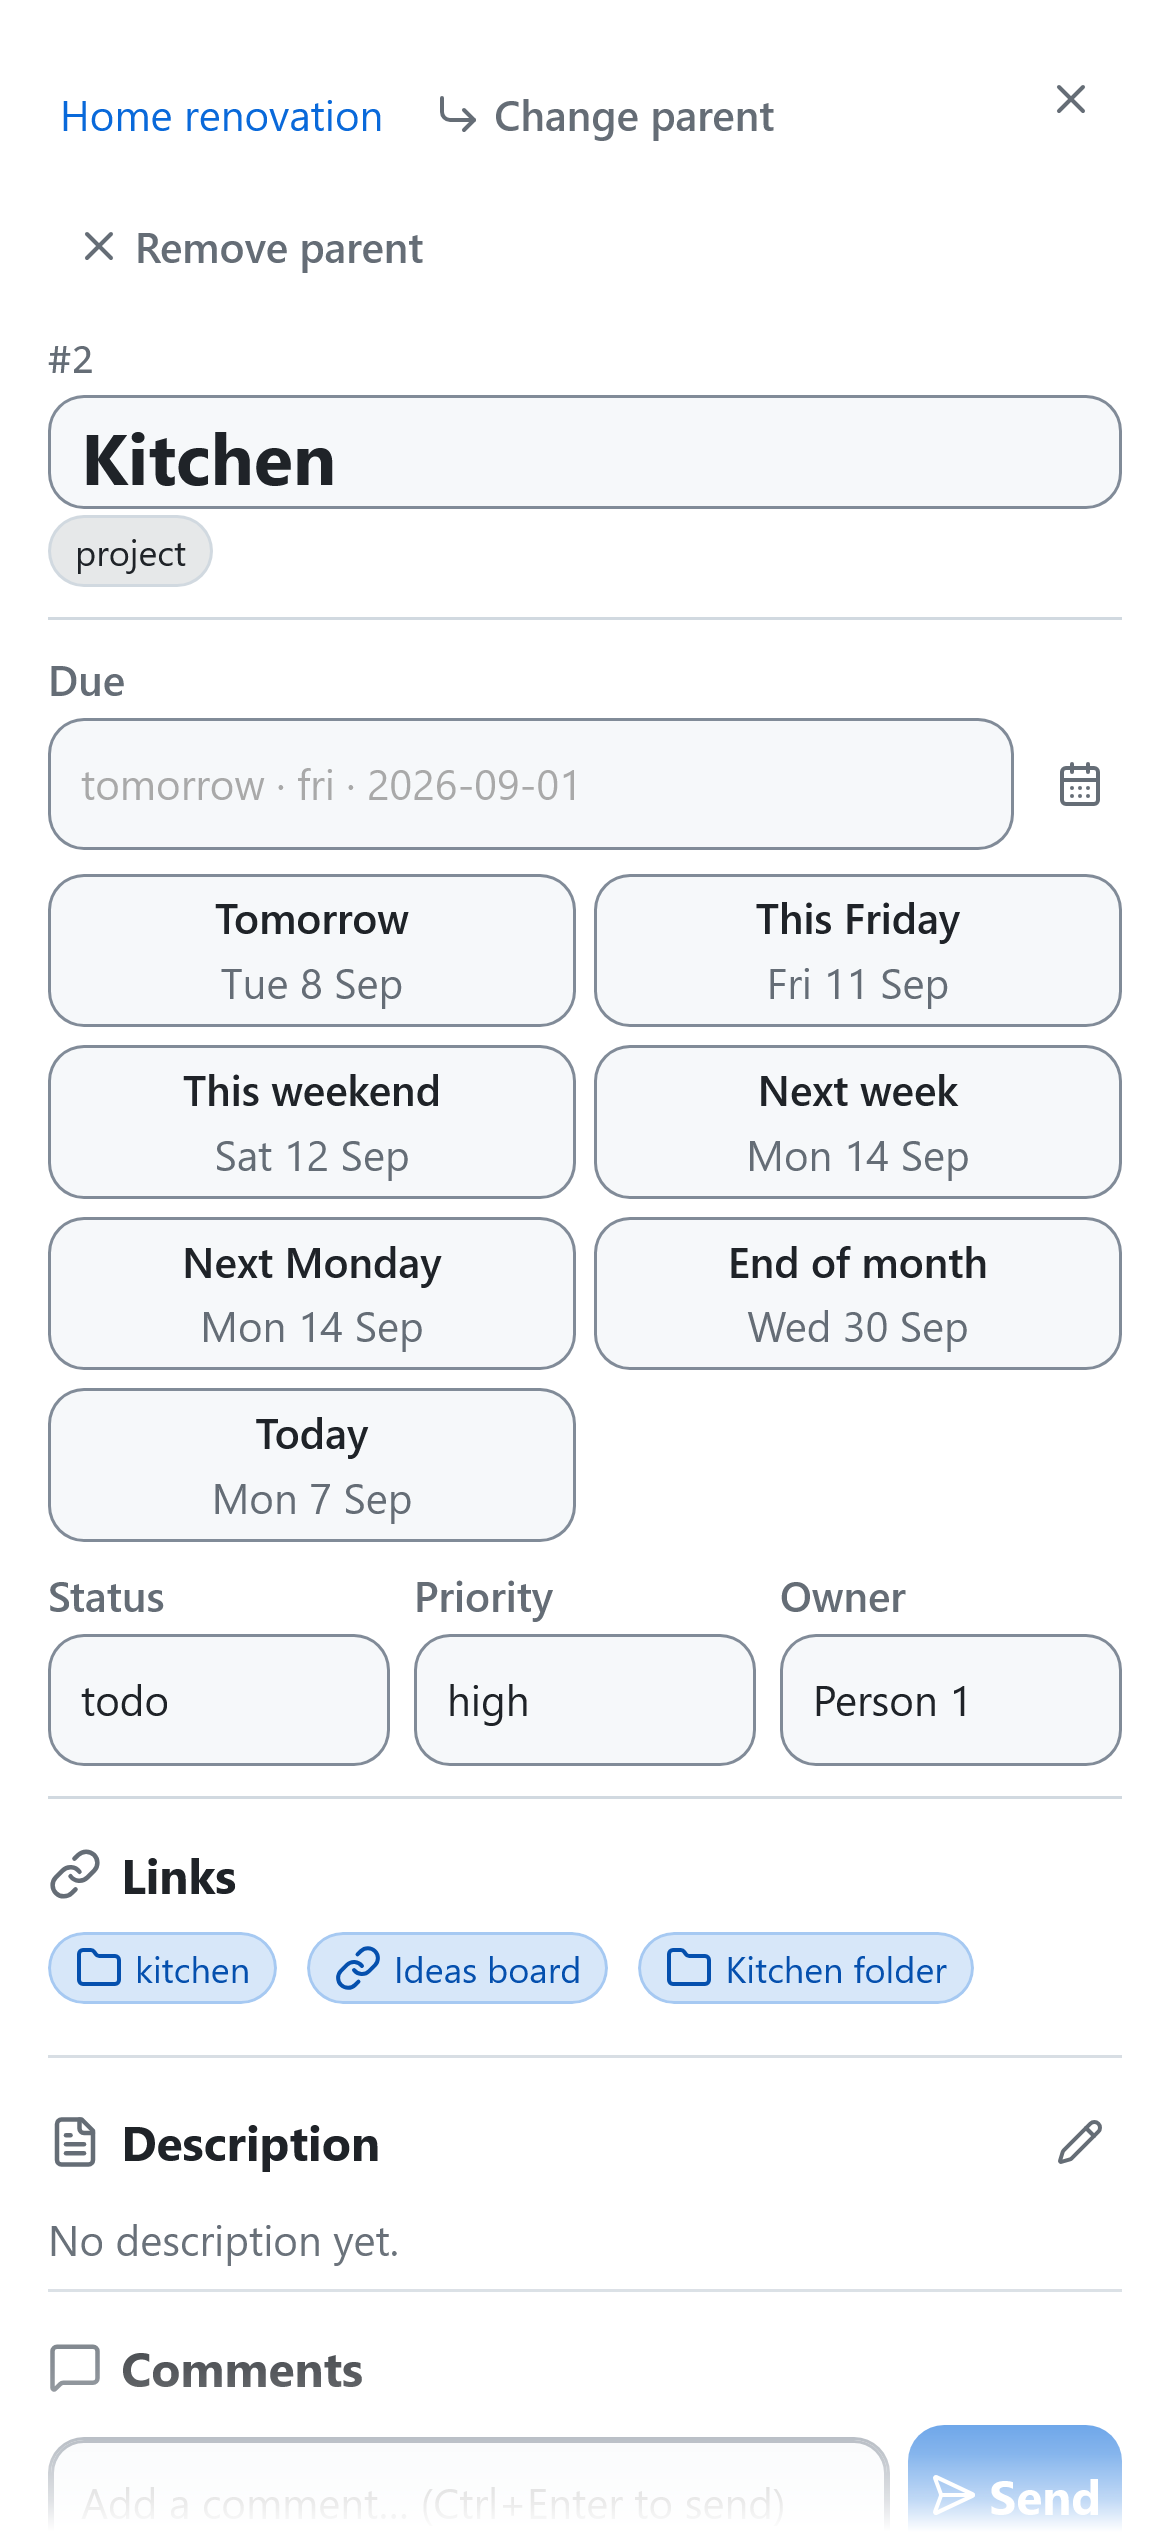 Home renovation
Change parent
Remove parent
#2
Kitchen
project
Due
tomorrow · fri · 2026-09-01
Tomorrow
Tue 8 Sep
This Friday
Fri 11 Sep
This weekend
Sat 12 Sep
Next week
Mon 14 Sep
Next Monday
Mon 14 Sep
End of month
Wed 30 Sep
Today
Mon 7 Sep
Status
Priority
Owner
todo
high
Person 1
Links
kitchen
Ideas board
Kitchen folder
Description
No description yet.
Comments
Add a comment... (Ctrl+Enter to send)
Send